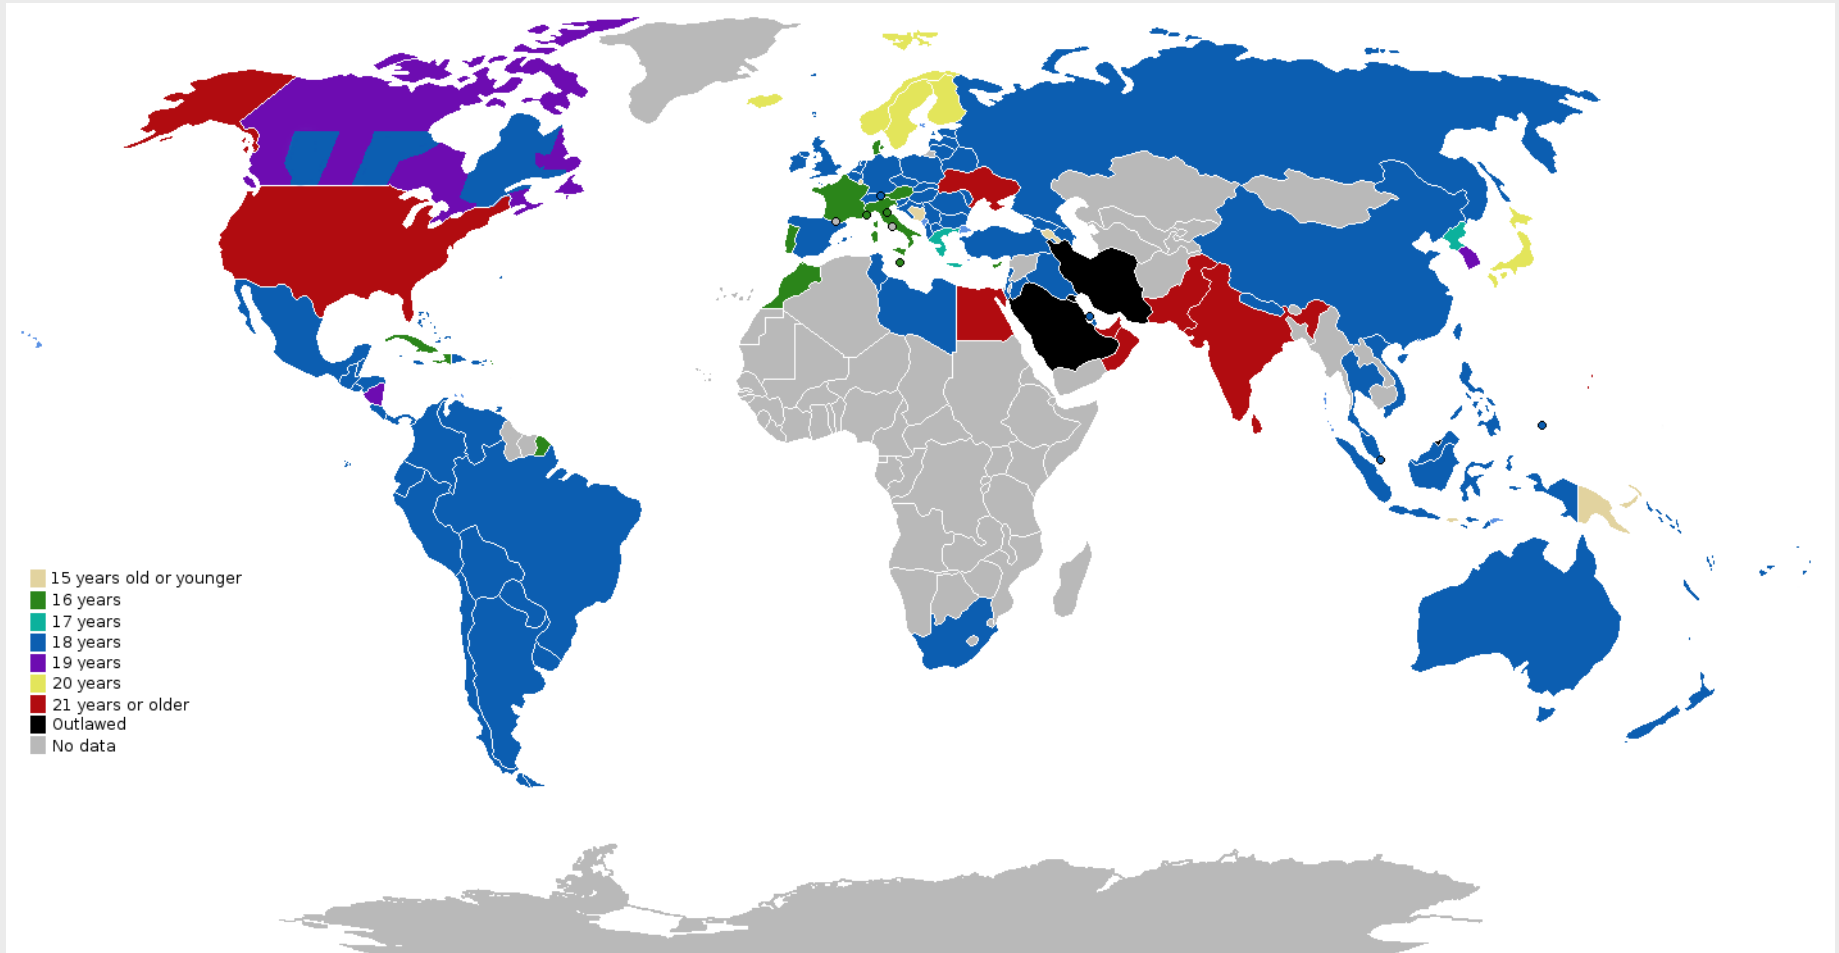 15 years old or younger
16 years
17 years
18 years
19 years
20 years
21 years or older
Outlawed
No data